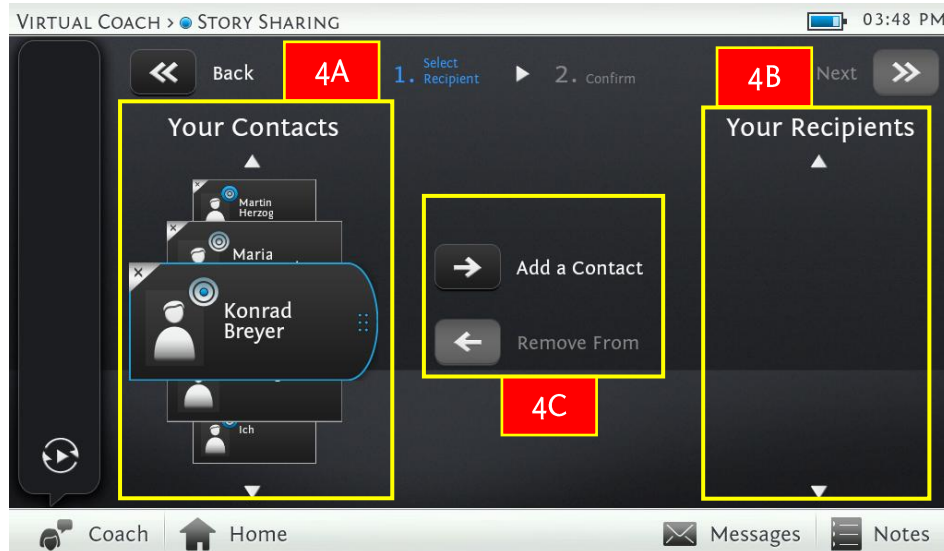 VIRTUAL COACH > STORY SHARING
03:48 PM
Back
4A
1. Select Recipient
2. Confirm
4B
Next
Your Contacts
Your Recipients
Martin
Herzog
Maria
Konrad
Breyer
Ich
Add a Contact
Remove From
4C
Coach
Home
Messages
Notes